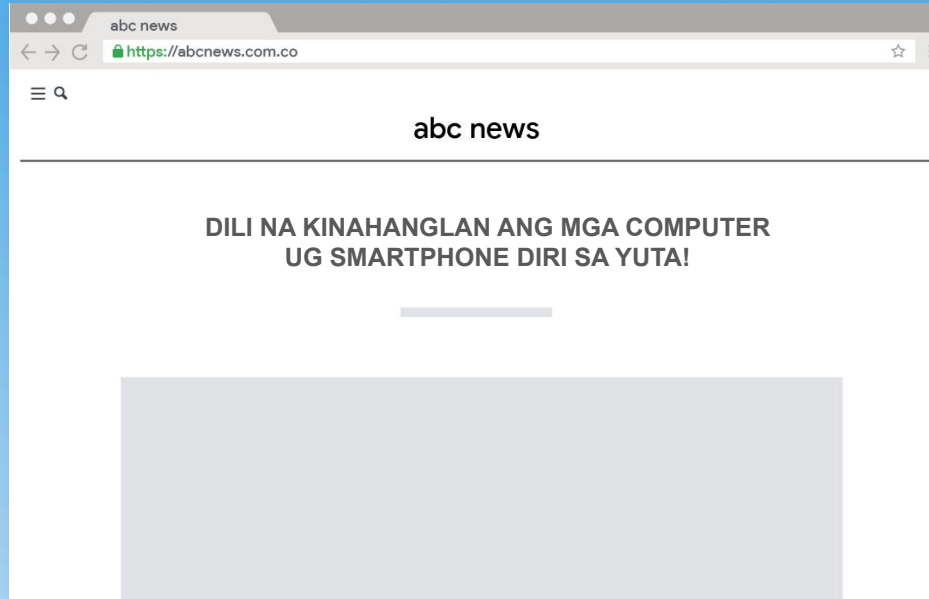 abc news
https://abcnews.com.co
abc news
DILI NA KINAHANGLAN ANG MGA COMPUTER
UG SMARTPHONE DIRI SA YUTA!